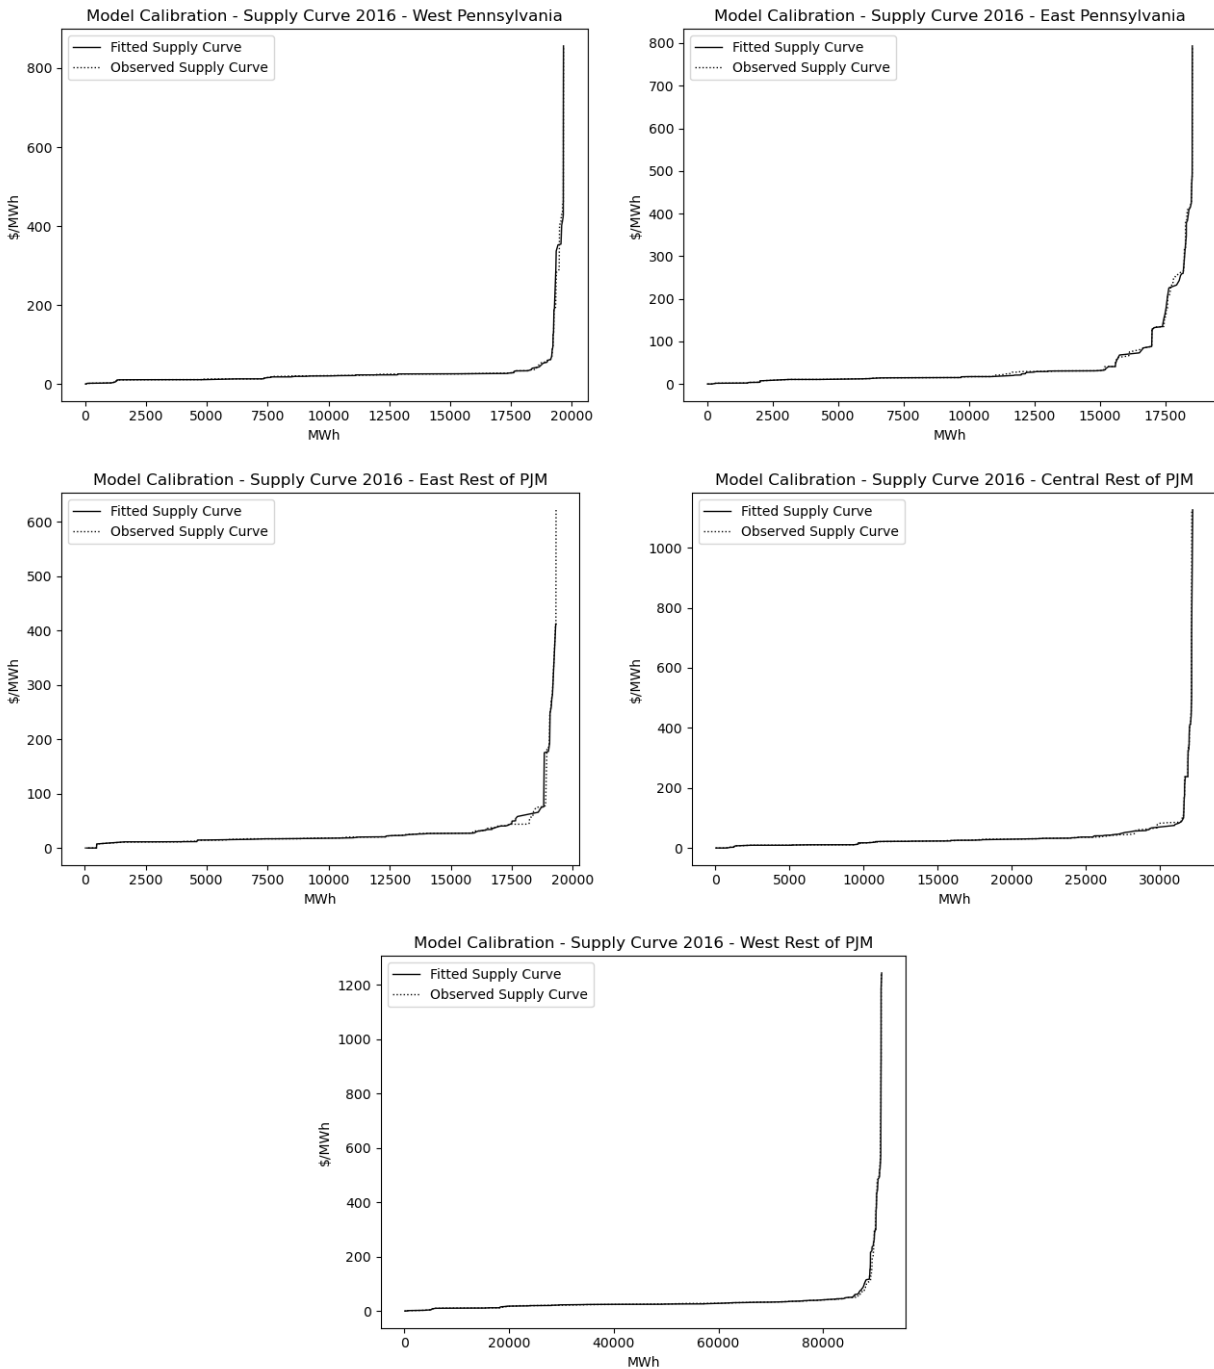 Model Calibration - Supply Curve 2016 - West Pennsylvania
Fitted Supply Curve
Observed Supply Curve
800
600
400
200
0
$/MWh
0 2500 5000 7500 10000 12500 15000 17500 20000
MWh
Model Calibration - Supply Curve 2016 - East Pennsylvania
Fitted Supply Curve
Observed Supply Curve
800
700
600
500
400
300
200
100
0
$/MWh
0 2500 5000 7500 10000 12500 15000 17500
MWh
Model Calibration - Supply Curve 2016 - East Rest of PJM
Fitted Supply Curve
Observed Supply Curve
600
500
400
300
200
100
0
$/MWh
0 2500 5000 7500 10000 12500 15000 17500 20000
MWh
Model Calibration - Supply Curve 2016 - Central Rest of PJM
Fitted Supply Curve
Observed Supply Curve
1000
800
600
400
200
0
$/MWh
0 5000 10000 15000 20000 25000 30000
MWh
Model Calibration - Supply Curve 2016 - West Rest of PJM
Fitted Supply Curve
Observed Supply Curve
1200
1000
800
600
400
200
0
$/MWh
0 20000 40000 60000 80000
MWh